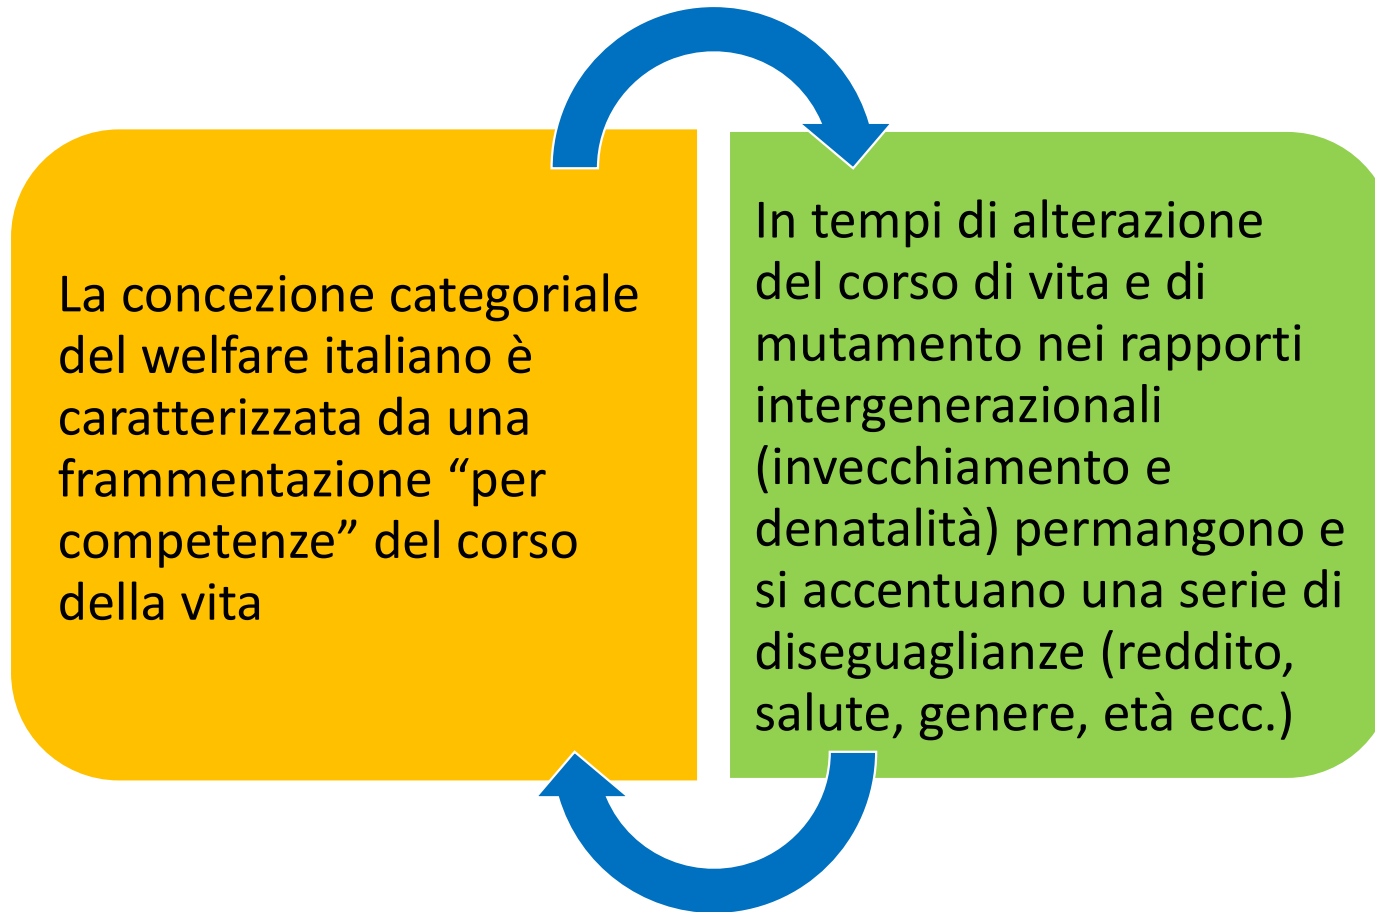 La concezione categoriale
del welfare italiano è
caratterizzata da una
frammentazione “per
competenze” del corso
della vita
In tempi di alterazione
del corso di vita e di
mutamento nei rapporti
intergenerazionali
(invecchiamento e
denatalità) permangono e
si accentuano una serie di
diseguaglianze (reddito,
salute, genere, età ecc.)